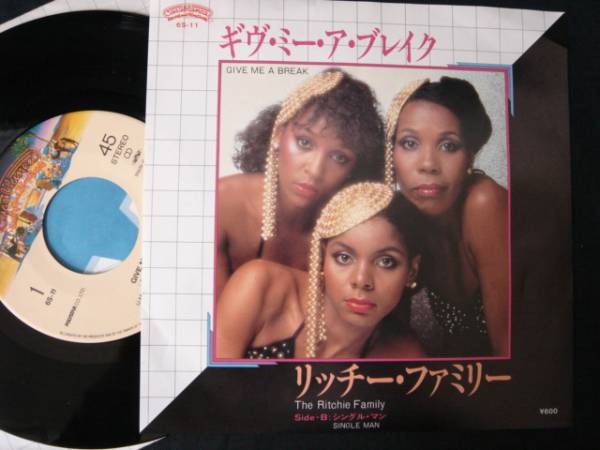 6S-11
ギヴ・ミー・ア・ブレイク
GIVE ME A BREAK
リッチー・ファミリー
The Ritchie Family
Side-B: シングル・マン
SINGLE MAN
¥600
45
STEREO
1
6S-11